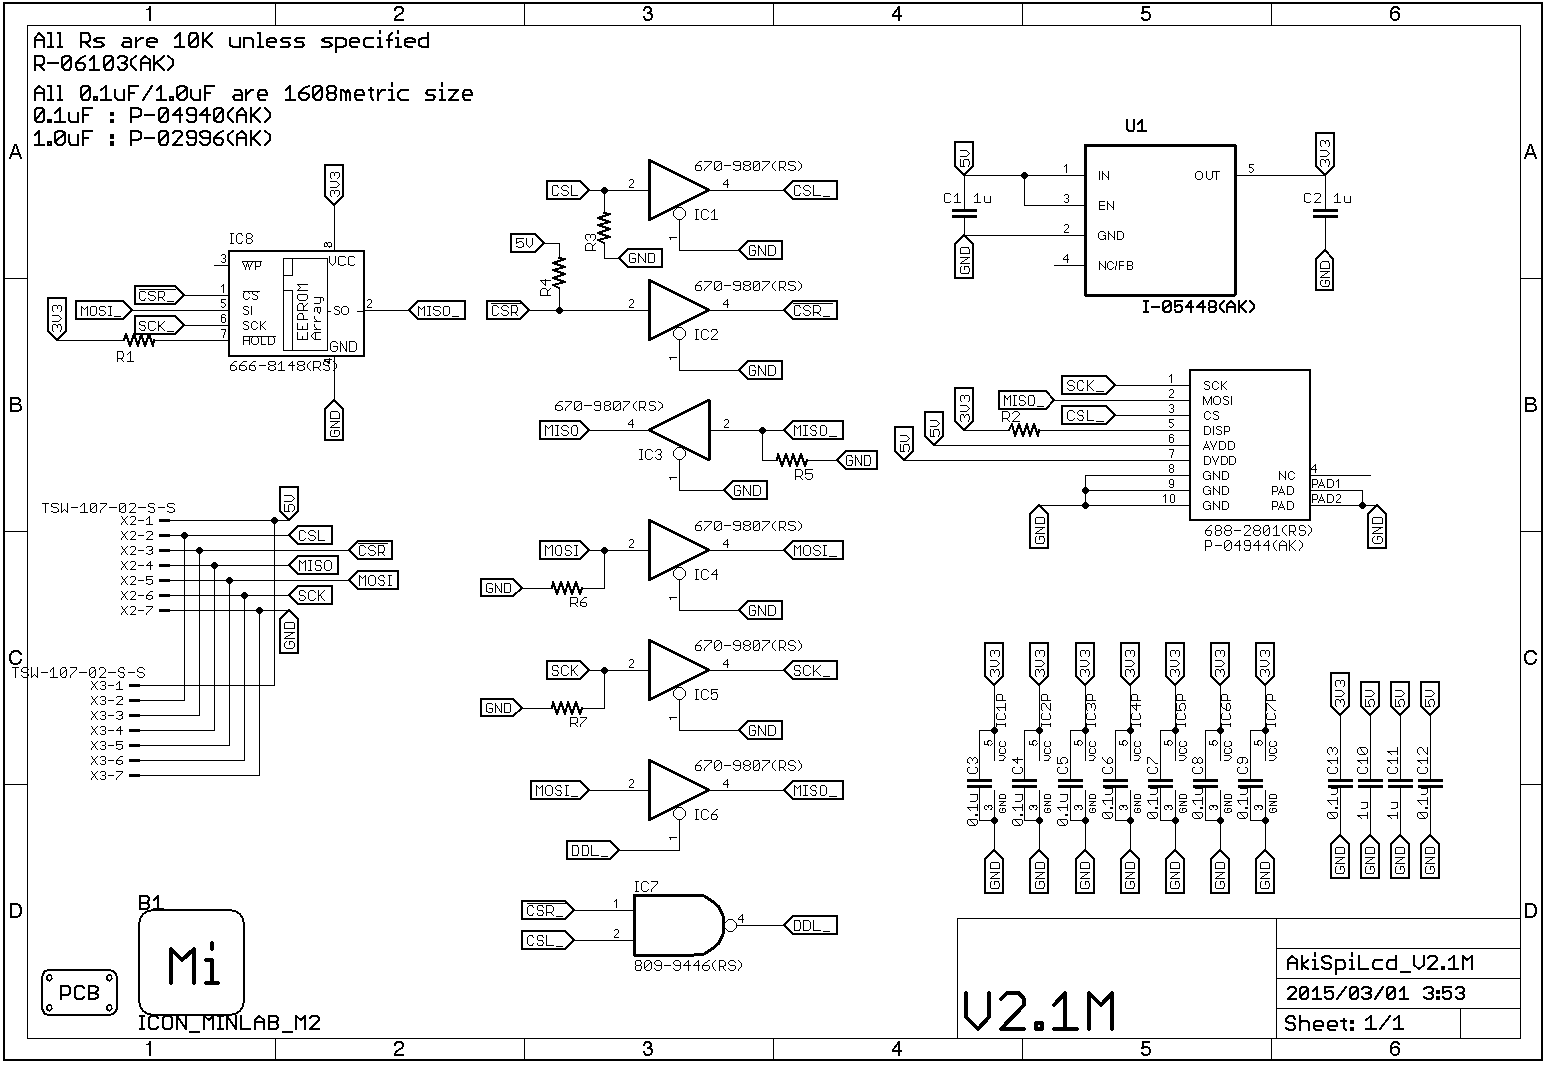 1 2 3 4 5 6
All Rs are 10K unless specified
R-06103(AK)
All 0.1uF/1.0uF are 1608metric size
0.1uF : P-04940(AK)
1.0uF : P-02996(AK)
A A
B B
C C
D D
3V3
IC8
8
VCC
3 WP
CSR_ 1 CS
MOSI_ 5 SI
SCK_ 6 SCK
3V3 R1 7 HOLD
EEPROM
Array
SO 2 MISO_
GND
4
666-8148(RS)
GND
670-9807(RS)
CSL 2 4 CSL_
IC1
R3
1
GND
GND
5V
R4
670-9807(RS)
CSR 2 4 CSR_
IC2
1
GND
670-9807(RS)
MISO 4 2 MISO_
IC3
R5 GND
1
GND
670-9807(RS)
MOSI 2 4 MOSI_
IC4
GND R6
1
GND
670-9807(RS)
SCK 2 4 SCK_
IC5
GND R7
1
GND
670-9807(RS)
MOSI_ 2 4 MISO_
IC6
DDL_ 1
IC7
CSR_ 1
CSL_ 2
4 DDL_
809-9446(RS)
U1
5V
C1 1u
GND
1 IN
3 EN
2 GND
4 NC/FB
OUT 5
3V3
C2 1u
GND
I-05448(AK)
SCK_ 1 SCK
MISO_ 2 MOSI
CSL_ 3 CS
3V3 R2 5 DISP
5V 6 AVDD
5V 7 DVDD
8 GND
9 GND
10 GND
GND
NC 4
PAD PAD1
PAD PAD2
GND
688-2801(RS)
P-04944(AK)
TSW-107-02-S-S
X2-1 5V
X2-2 CSL
X2-3 CSR
X2-4 MISO
X2-5 MOSI
X2-6 SCK
X2-7 GND
TSW-107-02-S-S
X3-1
X3-2
X3-3
X3-4
X3-5
X3-6
X3-7
3V3 3V3 3V3 3V3 3V3 3V3 3V3
IC1P IC2P IC3P IC4P IC5P IC6P IC7P
5 5 5 5 5 5 5
VCC VCC VCC VCC VCC VCC VCC
C3 C4 C5 C6 C7 C8 C9
0.1u 0.1u 0.1u 0.1u 0.1u 0.1u 0.1u
3 3 3 3 3 3 3
GND GND GND GND GND GND GND
GND GND GND GND GND GND GND
3V3 5V 5V 5V
C13 C10 C11 C12
0.1u 1u 1u 0.1u
GND GND GND GND
B1
Mi
PCB
ICON_MINLAB_M2
V2.1M
AkiSpiLcd_V2.1M
2015/03/01 3:53
Sheet: 1/1
1 2 3 4 5 6